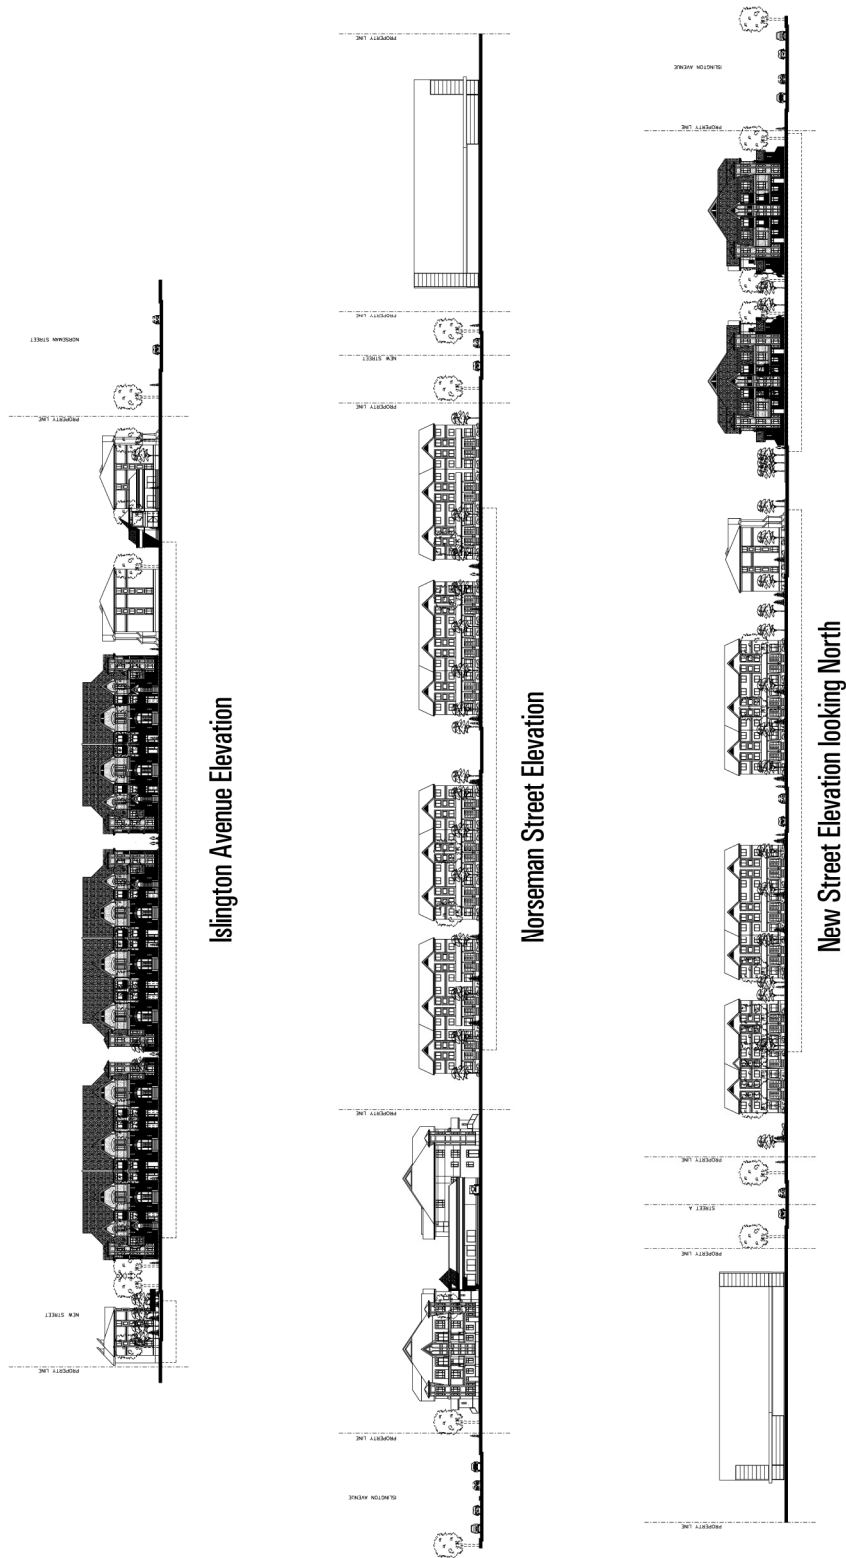 PROPERTY LINE
NEW STREET
PROPERTY LINE
NORSEMAN STREET
Islington Avenue Elevation
ISLINGTON AVENUE
PROPERTY LINE
PROPERTY LINE
PROPERTY LINE
NEW STREET
PROPERTY LINE
PROPERTY LINE
Norseman Street Elevation
PROPERTY LINE
PROPERTY LINE
STREET A
PROPERTY LINE
PROPERTY LINE
ISLINGTON AVENUE
New Street Elevation looking North